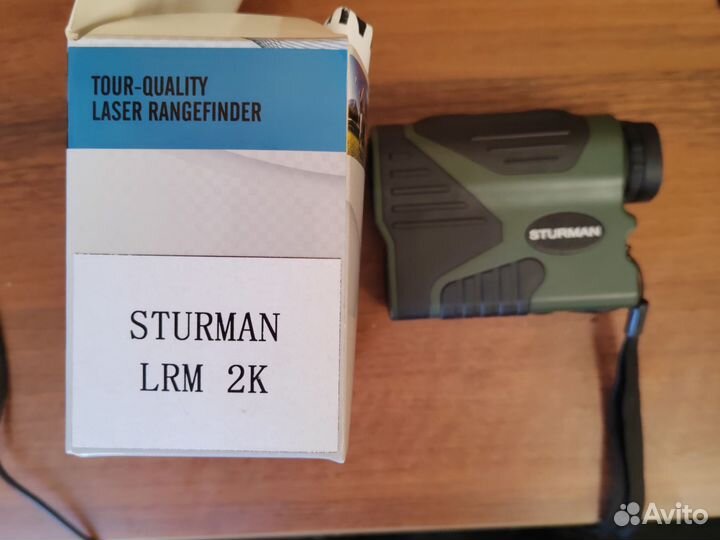 TOUR-QUALITY
LASER RANGEFINDER
STURMAN
LRM 2K
STURMAN
Avito